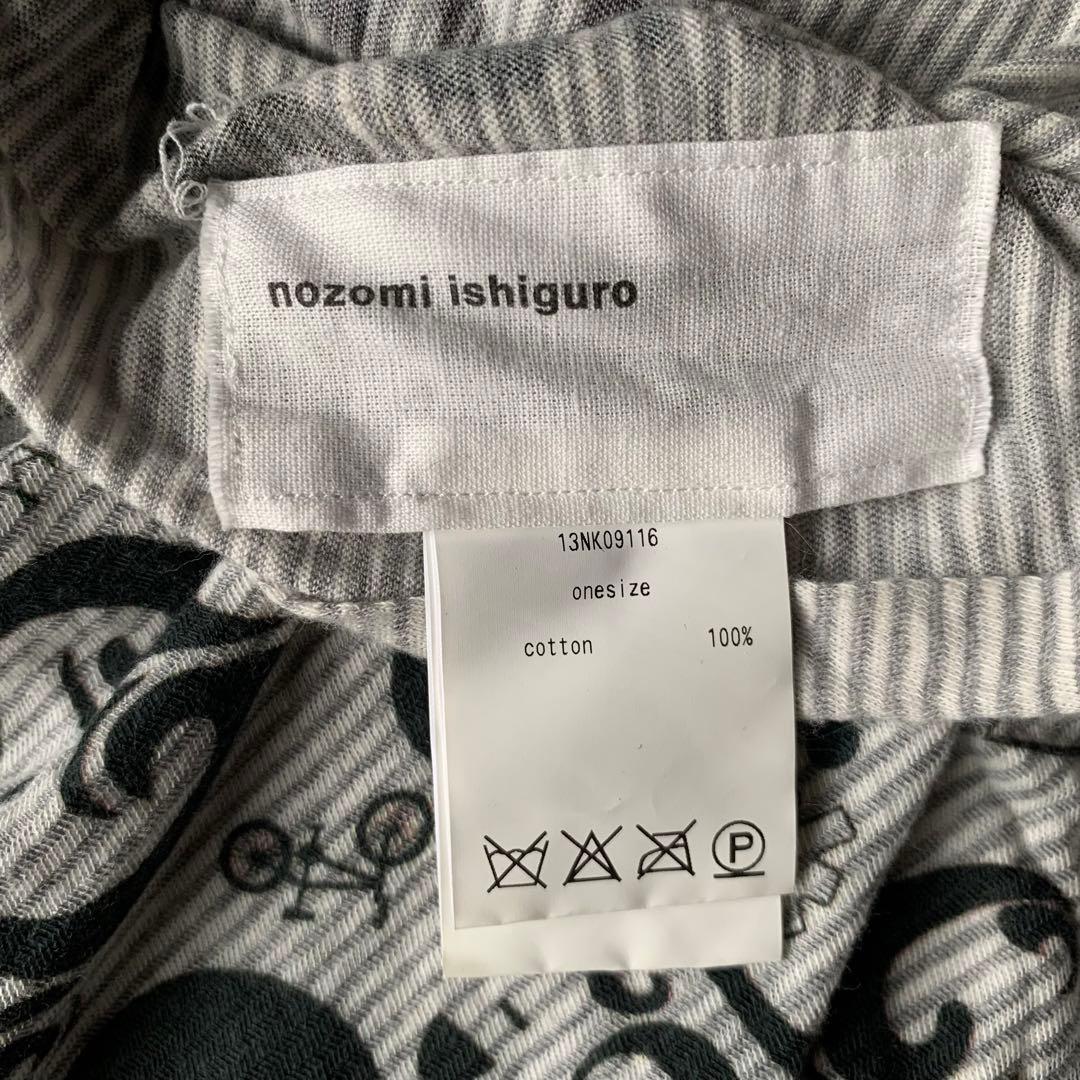 nozomi ishiguro
13NK09116
onesize
cotton 100%
P